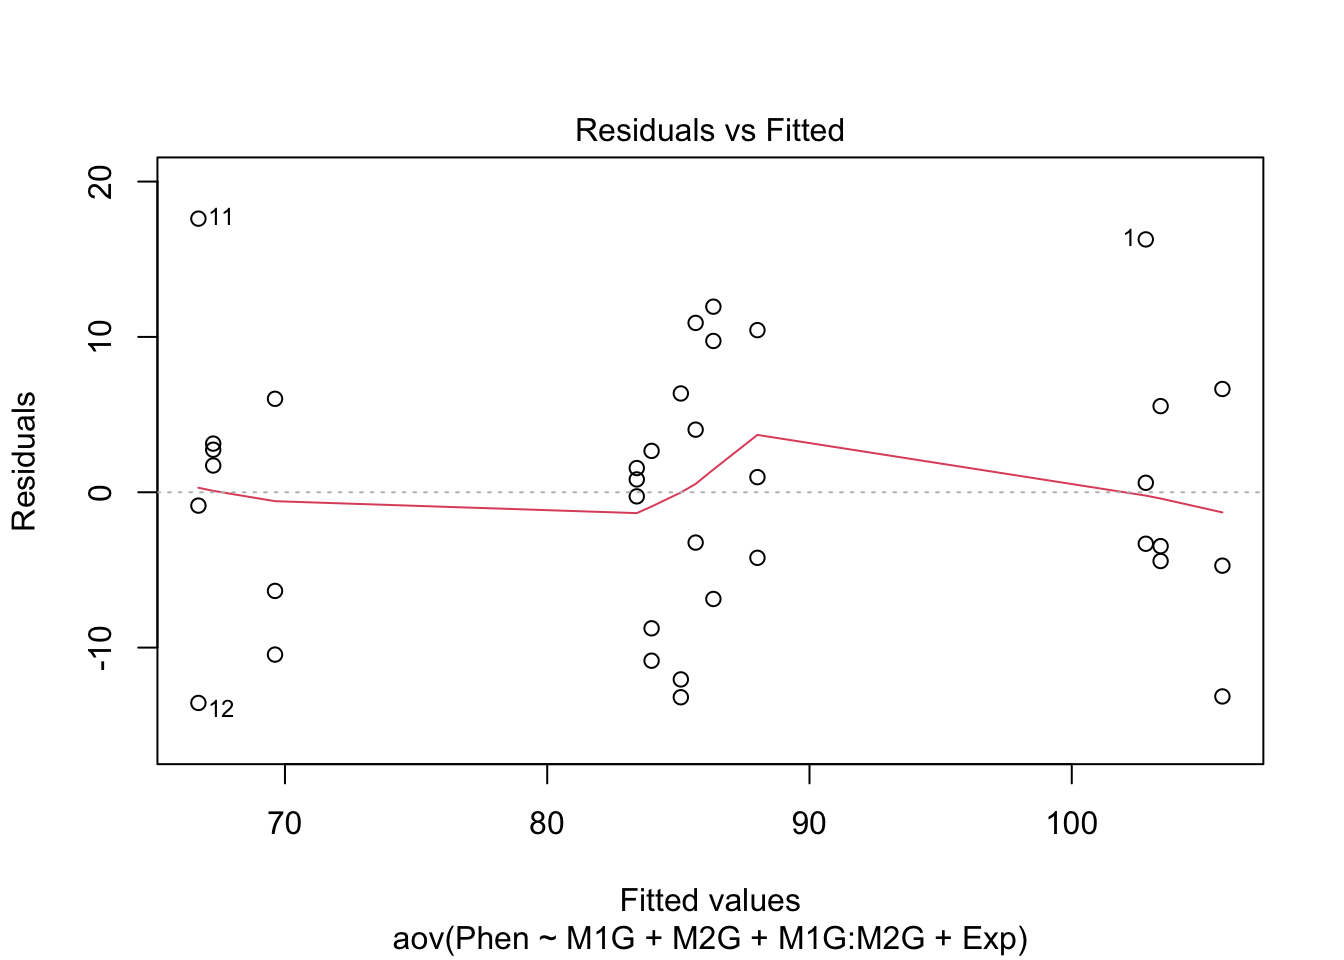 Residuals vs Fitted
Residuals
20
10
0
-10
11
12
1
70 80 90 100
Fitted values
aov(Phen ~ M1G + M2G + M1G:M2G + Exp)